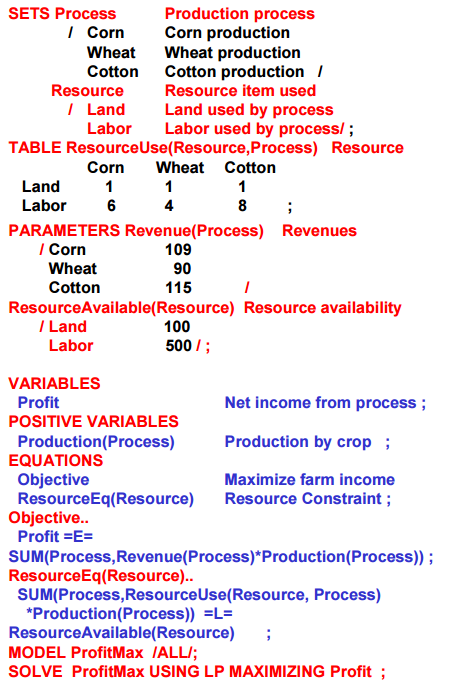 SETS Process Production process
/ Corn Corn production
Wheat Wheat production
Cotton Cotton production /
Resource Resource item used
/ Land Land used by process
Labor Labor used by process/ ;
TABLE ResourceUse(Resource,Process) Resource
Corn Wheat Cotton
Land 1 1 1
Labor 6 4 8 ;
PARAMETERS Revenue(Process) Revenues
/ Corn 109
Wheat 90
Cotton 115 /
ResourceAvailable(Resource) Resource availability
/ Land 100
Labor 500 / ;
VARIABLES
Profit Net income from process ;
POSITIVE VARIABLES
Production(Process) Production by crop ;
EQUATIONS
Objective Maximize farm income
ResourceEq(Resource) Resource Constraint ;
Objective..
Profit =E=
SUM(Process,Revenue(Process)*Production(Process)) ;
ResourceEq(Resource)..
SUM(Process,ResourceUse(Resource, Process)
*Production(Process)) =L=
ResourceAvailable(Resource) ;
MODEL ProfitMax /ALL/;
SOLVE ProfitMax USING LP MAXIMIZING Profit ;